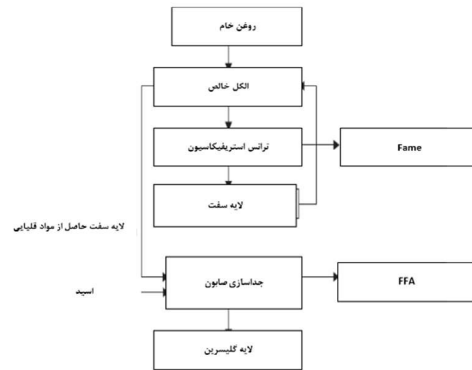 روغن خام
الکل خالص
ترانس استریفکاسیون
Fame
لایه سفت
لایه سفت حاصل از مواد قلیایی
جداسازی صابون
FFA
اسید
لایه گلیسرین